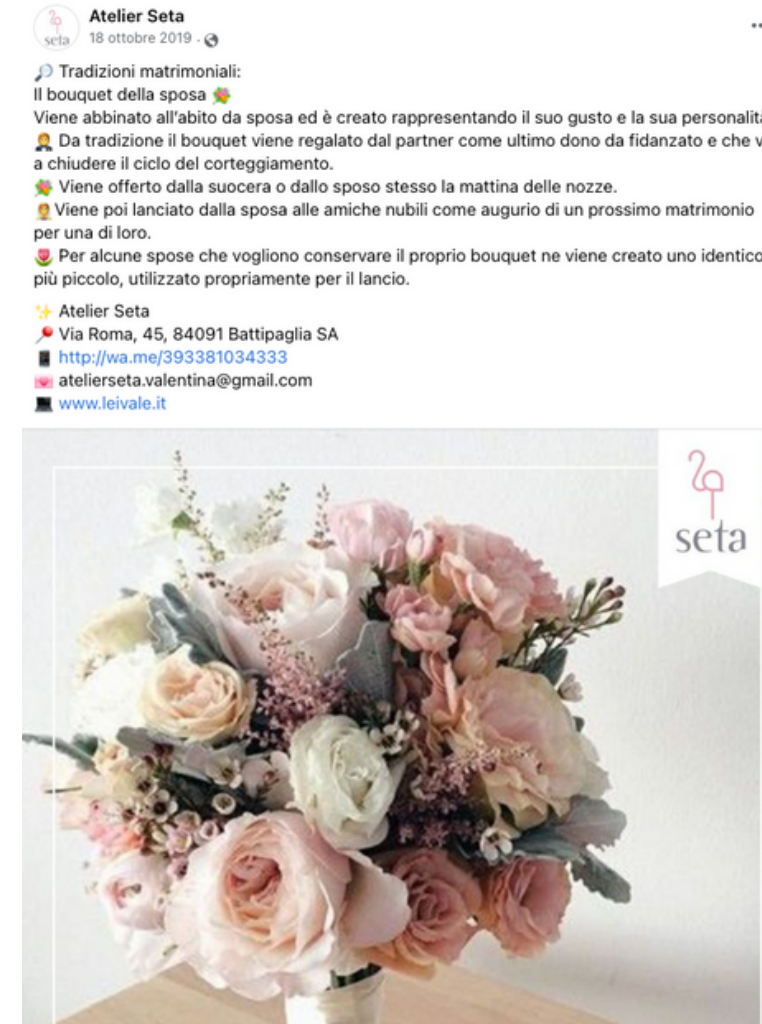 seta
Atelier Seta
18 ottobre 2019 ·
Tradizioni matrimoniali:
Il bouquet della sposa
Viene abbinato all'abito da sposa ed è creato rappresentando il suo gusto e la sua personalità
Da tradizione il bouquet viene regalato dal partner come ultimo dono da fidanzato e che v
a chiudere il ciclo del corteggiamento.
Viene offerto dalla suocera o dallo sposo stesso la mattina delle nozze.
Viene poi lanciato dalla sposa alle amiche nubili come augurio di un prossimo matrimonio
per una di loro.
Per alcune spose che vogliono conservare il proprio bouquet ne viene creato uno identico
più piccolo, utilizzato propriamente per il lancio.
Atelier Seta
Via Roma, 45, 84091 Battipaglia SA
http://wa.me/393381034333
atelierseta.valentina@gmail.com
www.leivale.it
seta